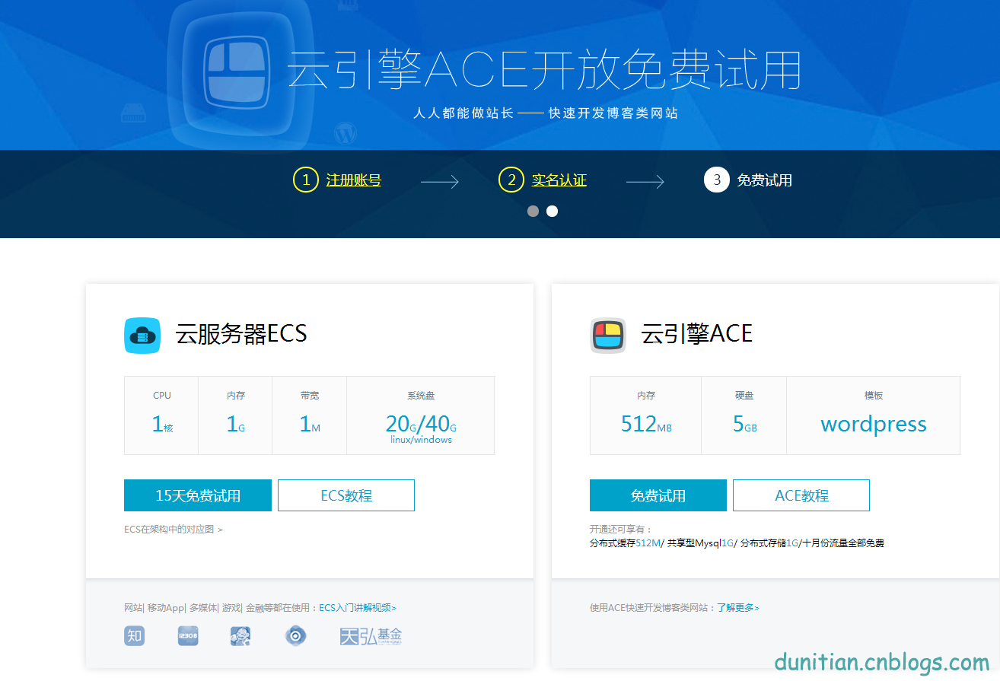 云引擎ACE开放免费试用
人人都能做站长——快速开发博客类网站
1 注册账号 2 实名认证 3 免费试用
云服务器ECS
CPU 内存 带宽 系统盘
1核 1G 1M 20G/40G
linux/windows
15天免费试用 ECS教程
ECS在架构中的对应图 >
网站| 移动App| 多媒体| 游戏| 金融等都在使用：ECS入门讲解视频>
知 12306 天弘基金
云引擎ACE
内存 硬盘 模板
512MB 5GB wordpress
免费试用 ACE教程
开通还可享有：
分布式缓存512M/ 共享型Mysql1G/ 分布式存储1G/十月份流量全部免费
使用ACE快速开发博客类网站：了解更多>
dunitian.cnblogs.com